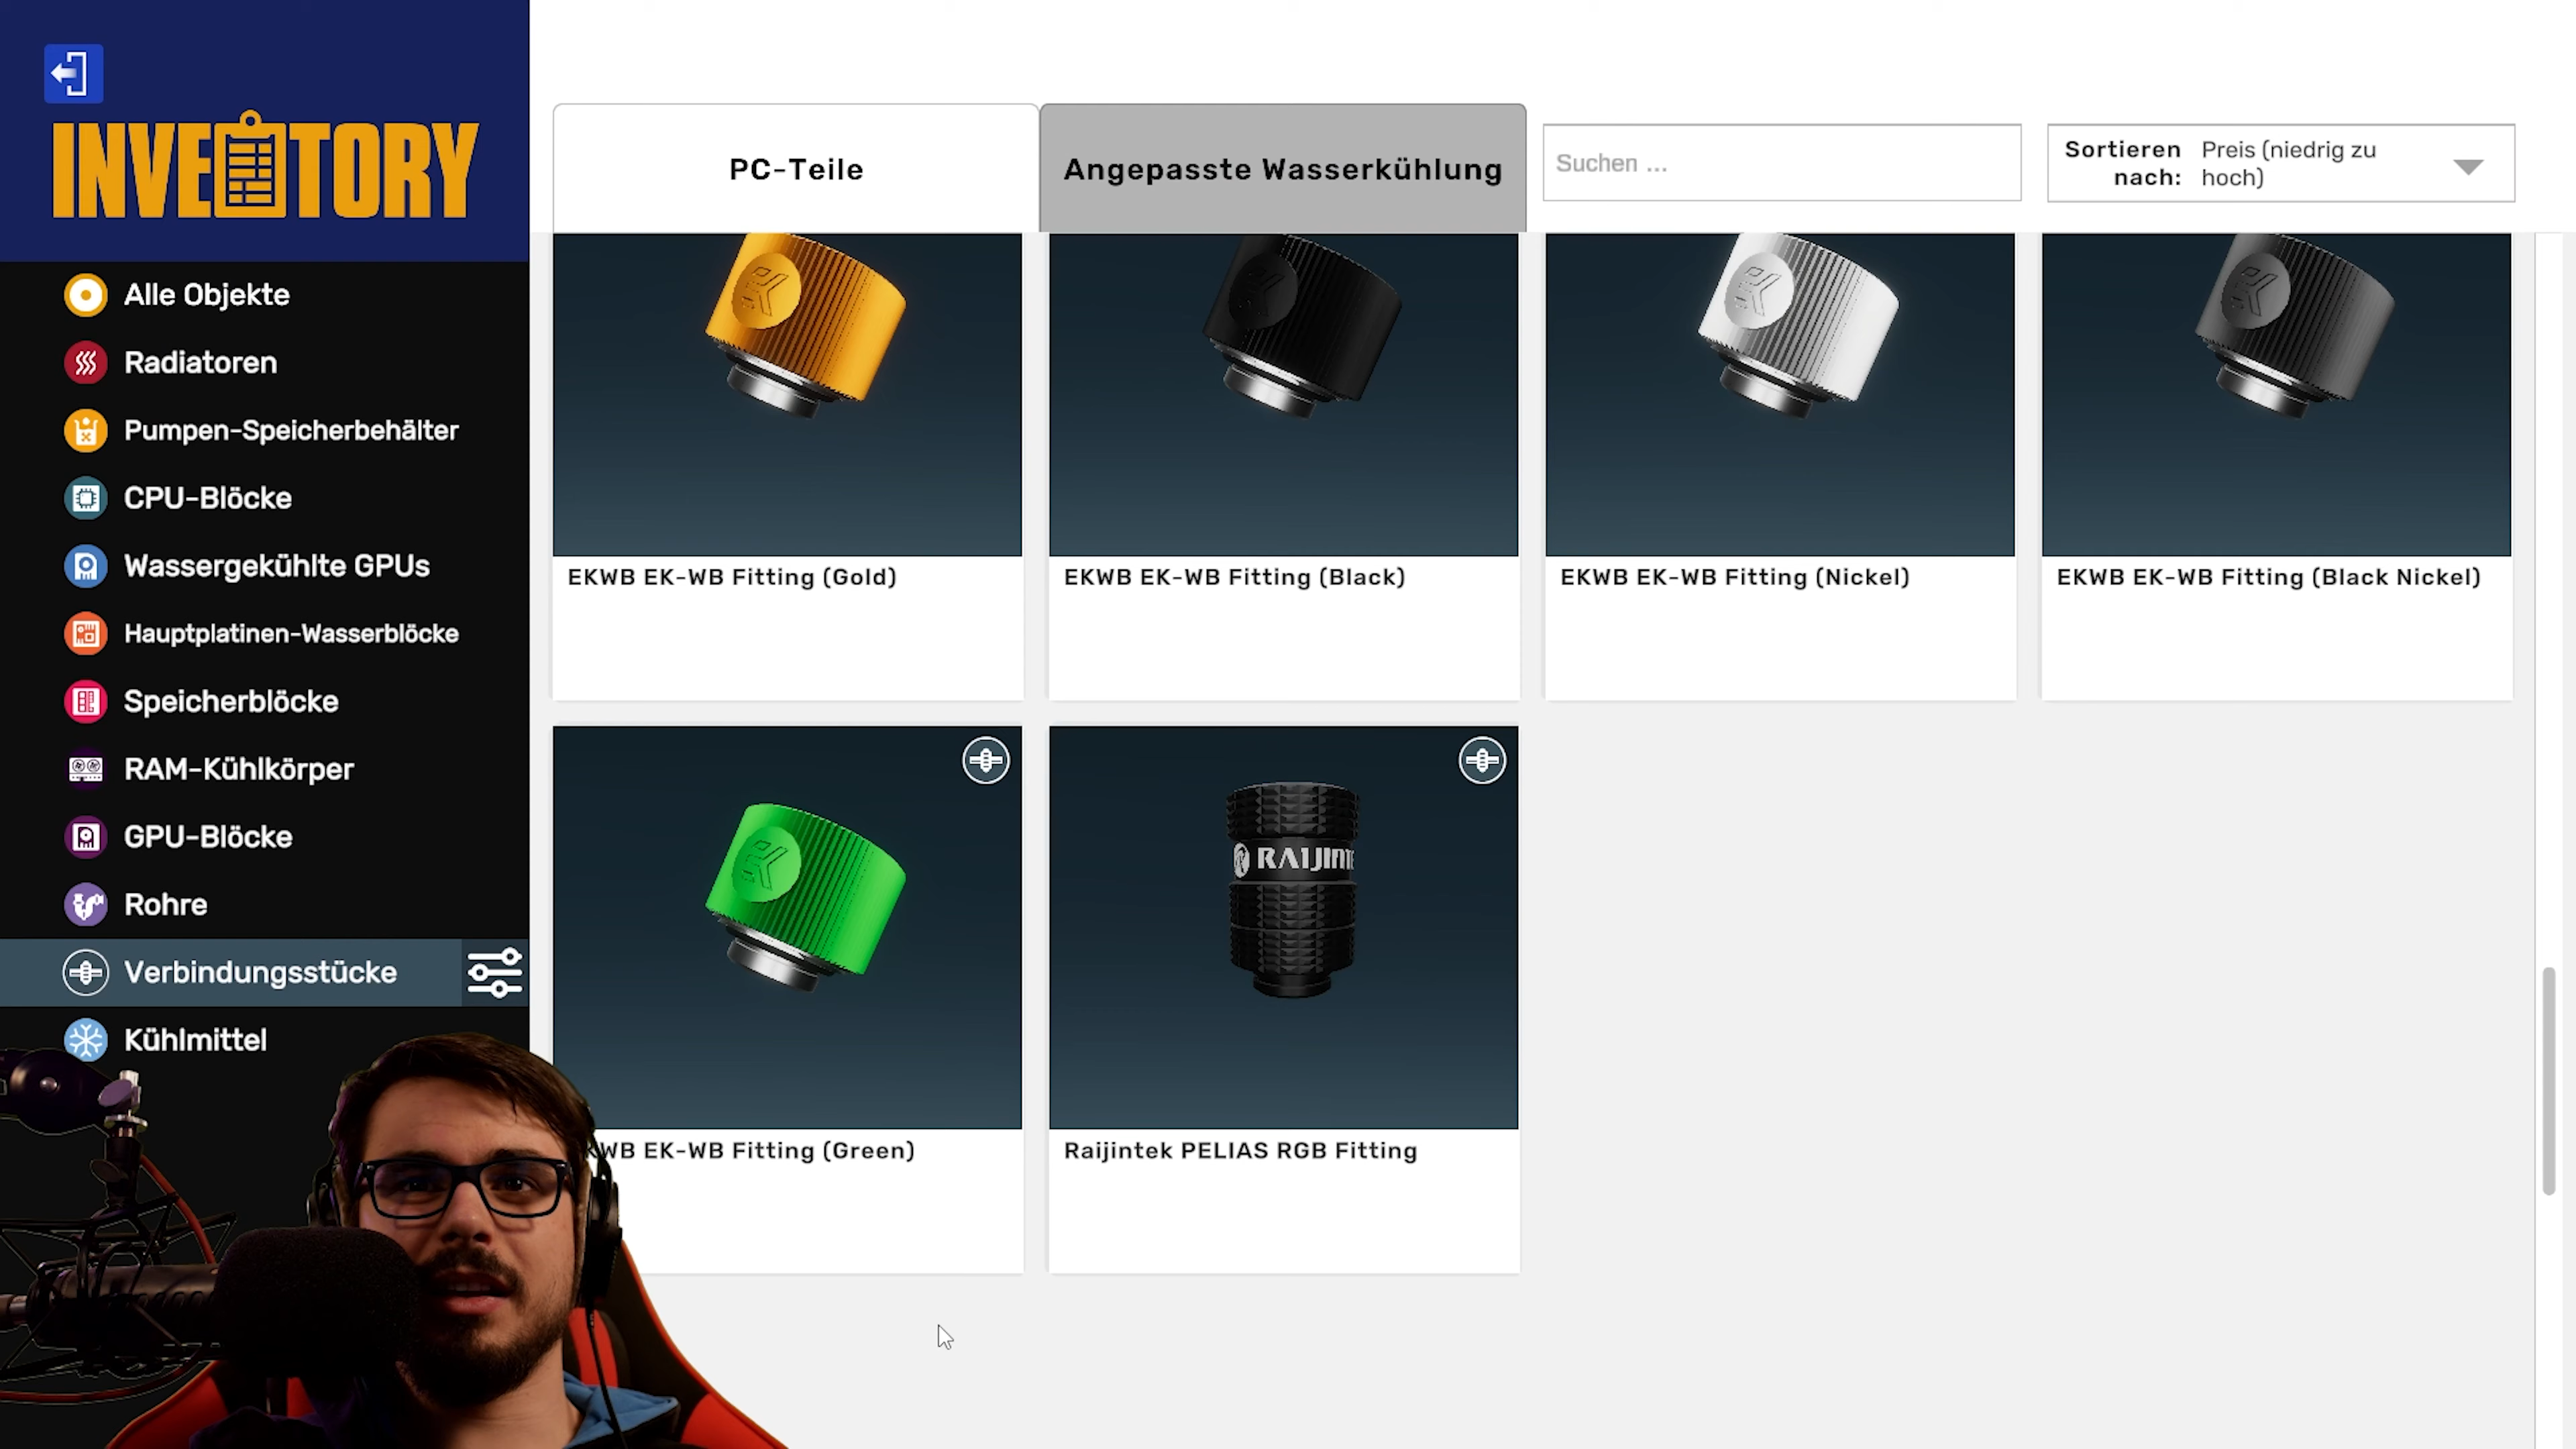 INVENTORY
PC-Teile
Angepasste Wasserkühlung
Suchen ...
Sortieren nach:
Preis (niedrig zu hoch)
Alle Objekte
Radiatoren
Pumpen-Speicherbehälter
CPU-Blöcke
Wassergekühlte GPUs
Hauptplatinen-Wasserblöcke
Speicherblöcke
RAM-Kühlkörper
GPU-Blöcke
Rohre
Verbindungsstücke
Kühlmittel
EKWB EK-WB Fitting (Gold)
EKWB EK-WB Fitting (Black)
EKWB EK-WB Fitting (Nickel)
EKWB EK-WB Fitting (Black Nickel)
RAIJINTE
KWB EK-WB Fitting (Green)
Raijintek PELIAS RGB Fitting